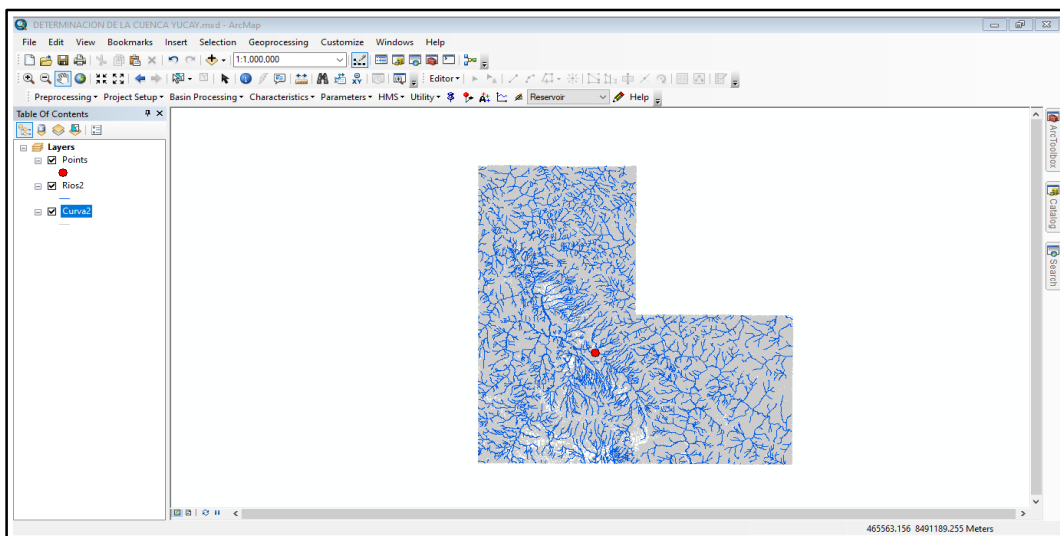 DETERMINACION DE LA CUENCA YUCAY.mxd - ArcMap
File Edit View Bookmarks Insert Selection Geoprocessing Customize Windows Help
1:1,000,000
Editor
Preprocessing Project Setup Basin Processing Characteristics Parameters HMS Utility Reservoir Help
Table Of Contents
Layers
Points
Rios2
Curva2
ArcToolbox
Catalog
Search
465563.156 8491189.255 Meters